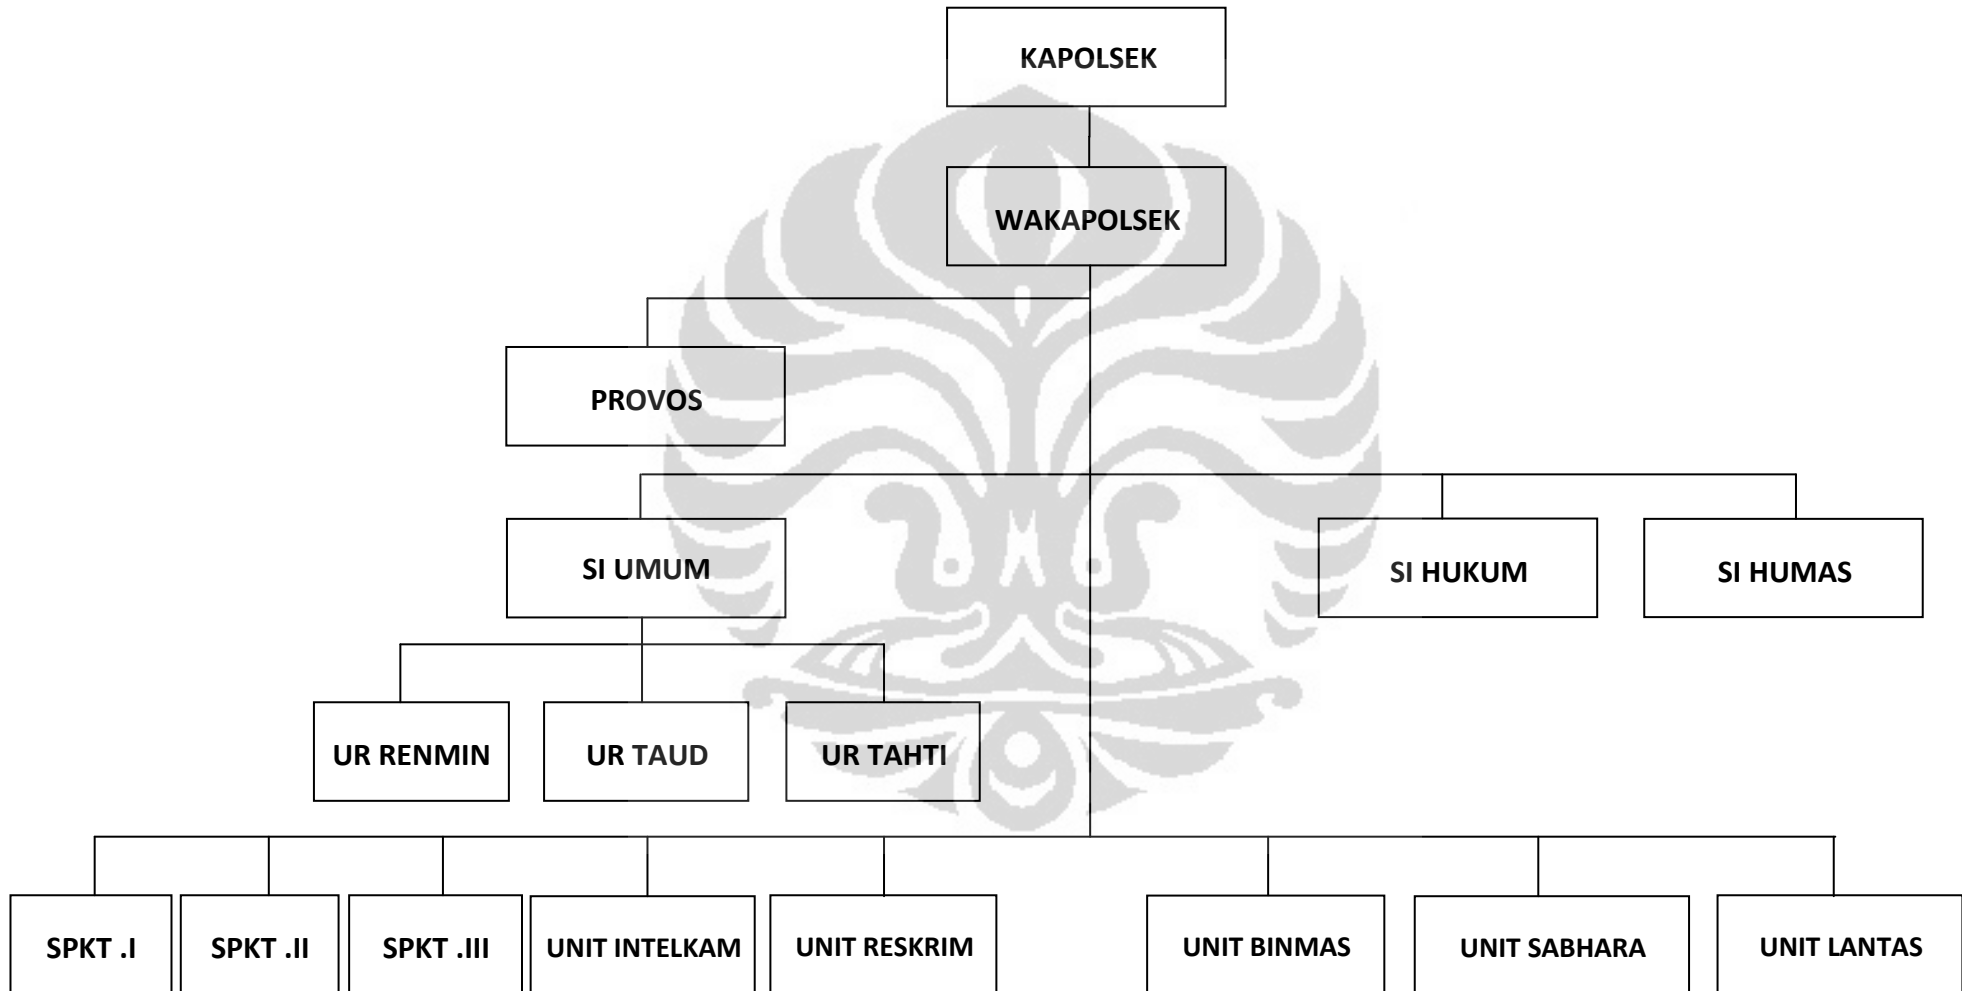 KAPOLSEK
WAKAPOLSEK
PROVOS
SI UMUM
SI HUKUM
SI HUMAS
UR RENMIN
UR TAUD
UR TAHTI
SPKT .I
SPKT .II
SPKT .III
UNIT INTELKAM
UNIT RESKRIM
UNIT BINMAS
UNIT SABHARA
UNIT LANTAS